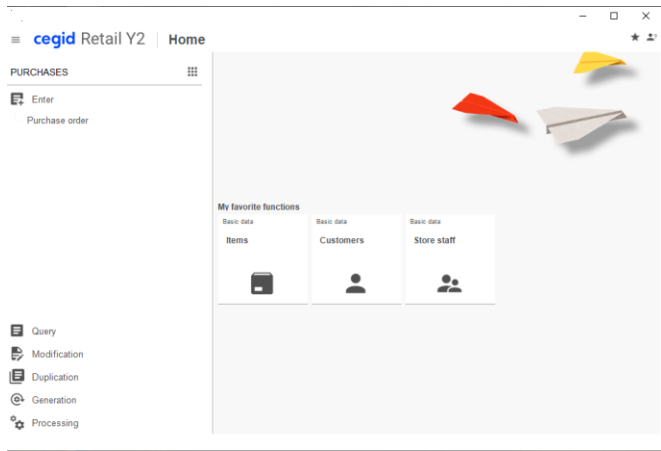 cegid Retail Y2 Home
PURCHASES
Enter
Purchase order
My favorite functions
Basic data Basic data Basic data
Items Customers Store staff
Query
Modification
Duplication
Generation
Processing